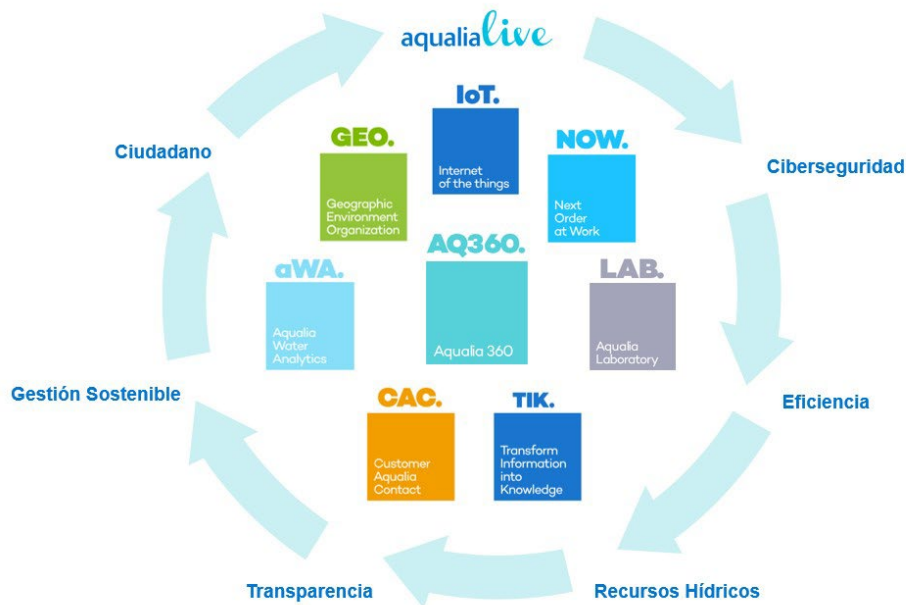 aqualialive
IoT.
Internet
of the things
GEO.
Geographic
Environment
Organization
NOW.
Next
Order
at Work
Ciudadano
Ciberseguridad
AQ360.
Aqualia 360
aWA.
Aqualia
Water
Analytics
LAB.
Aqualia
Laboratory
Gestión Sostenible
Eficiencia
CAC.
Customer
Aqualia
Contact
TIK.
Transform
Information
into
Knowledge
Transparencia
Recursos Hídricos